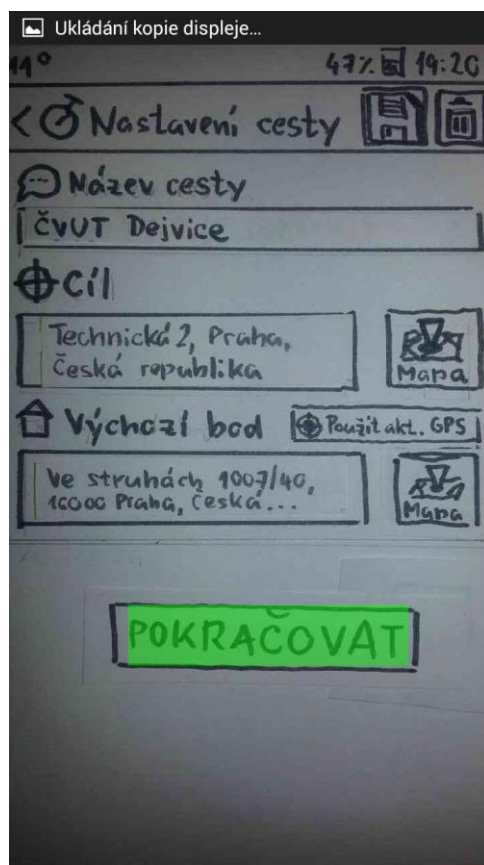 Ukládání kopie displeje…
11° 47% 19:20
< Nastavení cesty
Název cesty
ČVUT Dejvice
Cíl
Technická 2, Praha,
Česká republika
Mapa
Výchozí bod Použít akt. GPS
Ve struhách 1007/40,
16000 Praha, Česká...
Mapa
POKRAČOVAT